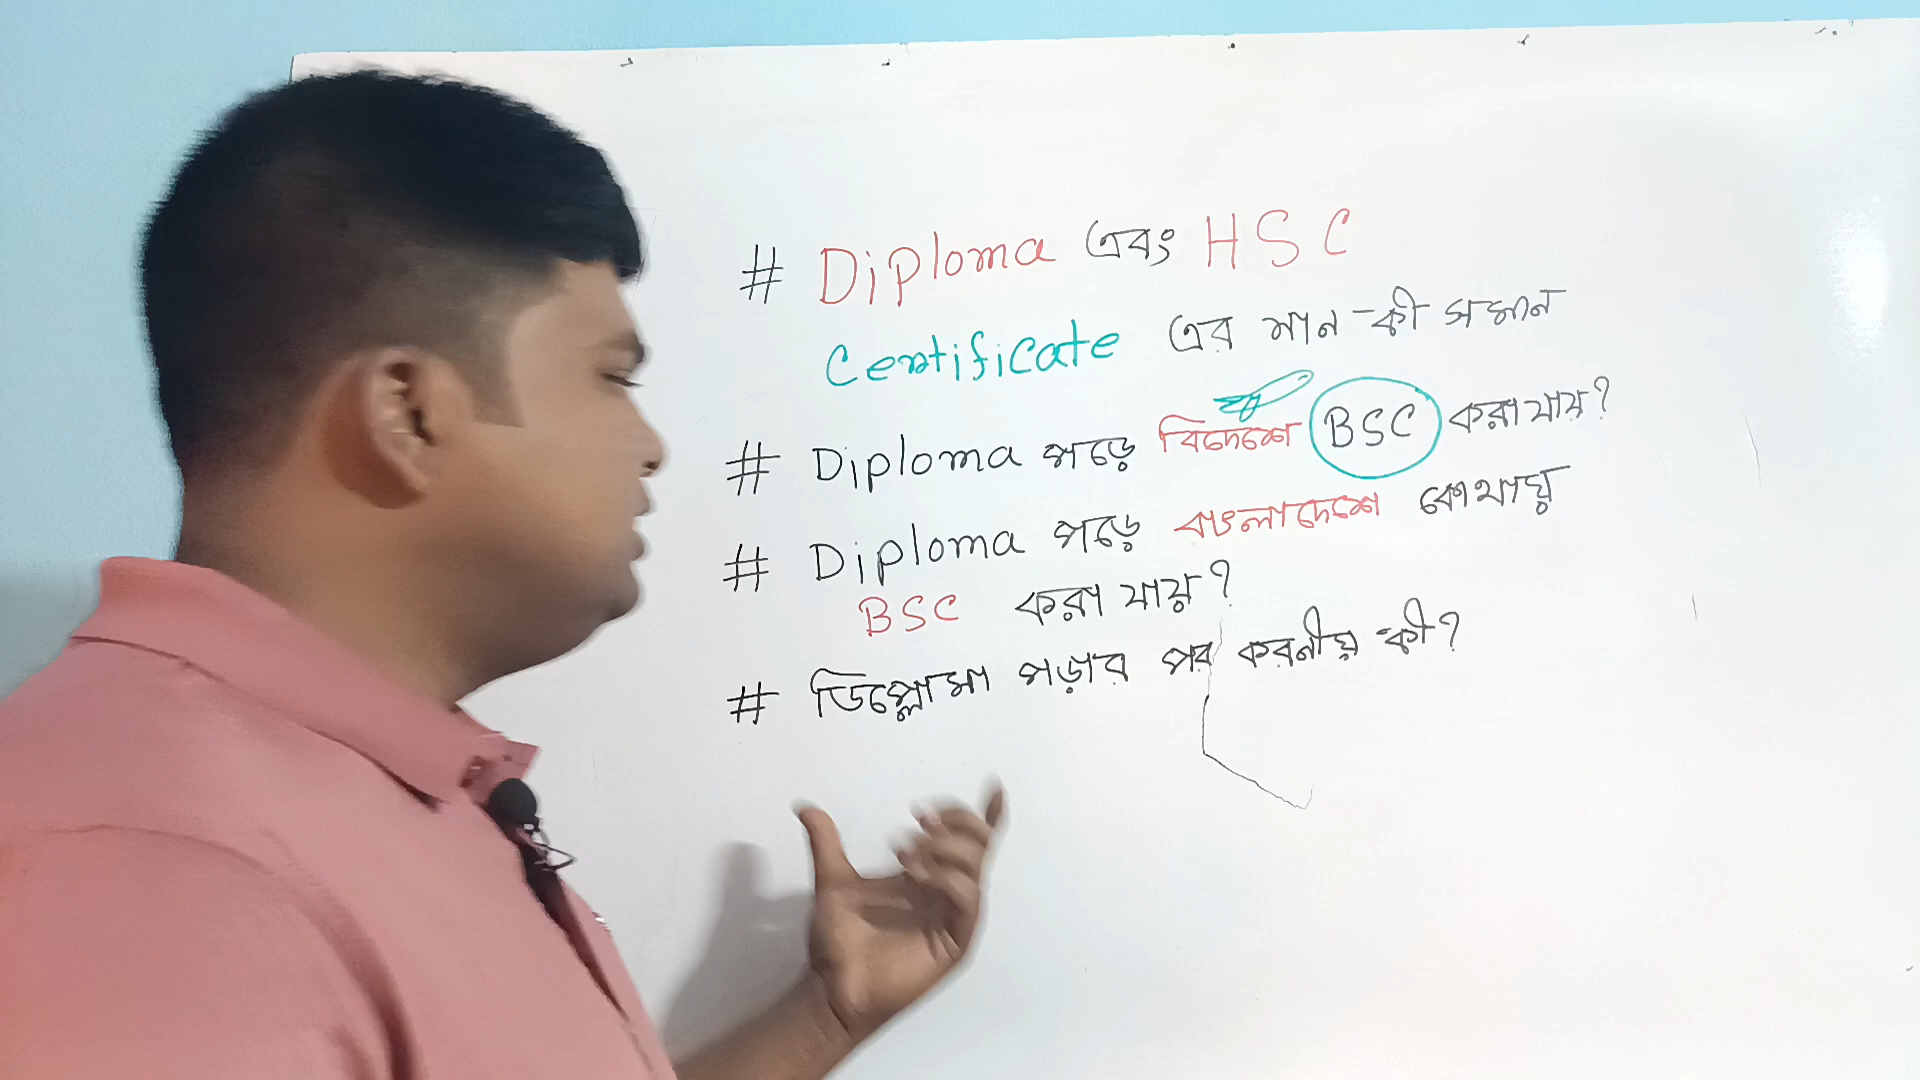 # Diploma এবং HSC
Certificate এর মান কী সমান
# Diploma পড়ে বিদেশে BSC করা যায়?
# Diploma পড়ে বাংলাদেশে কোথায়
BSC করা যায়?
# ডিপ্লোমা পড়ার পর করনীয় কী?